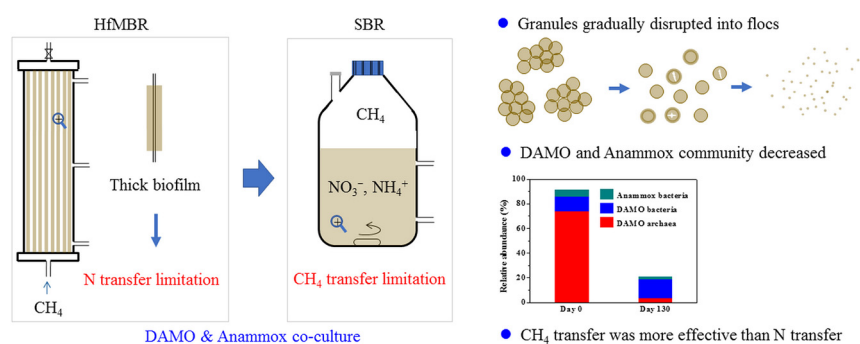 HfMBR
Thick biofilm
N transfer limitation
CH₄
SBR
CH₄
NO₃⁻, NH₄⁺
CH₄ transfer limitation
DAMO & Anammox co-culture
Granules gradually disrupted into flocs
DAMO and Anammox community decreased
Relative abundance (%)
100
80
60
40
20
0
Anammox bacteria
DAMO bacteria
DAMO archaea
Day 0 Day 130
CH₄ transfer was more effective than N transfer